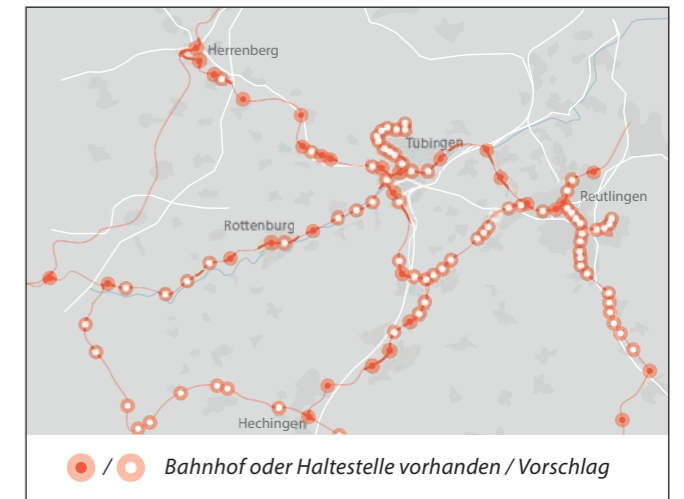 Herrenberg
Tübingen
Reutlingen
Rottenburg
Hechingen
/ Bahnhof oder Haltestelle vorhanden / Vorschlag